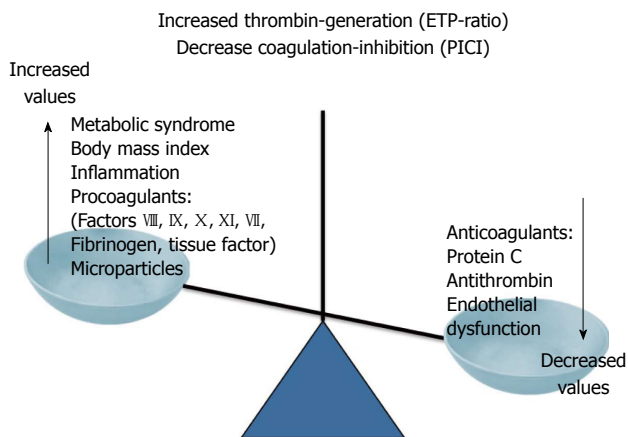 Increased thrombin-generation (ETP-ratio)
Decrease coagulation-inhibition (PICI)
Increased
values
Metabolic syndrome
Body mass index
Inflammation
Procoagulants:
(Factors Ⅷ, Ⅸ, Ⅹ, Ⅺ, Ⅶ,
Fibrinogen, tissue factor)
Microparticles
Anticoagulants:
Protein C
Antithrombin
Endothelial
dysfunction
Decreased
values